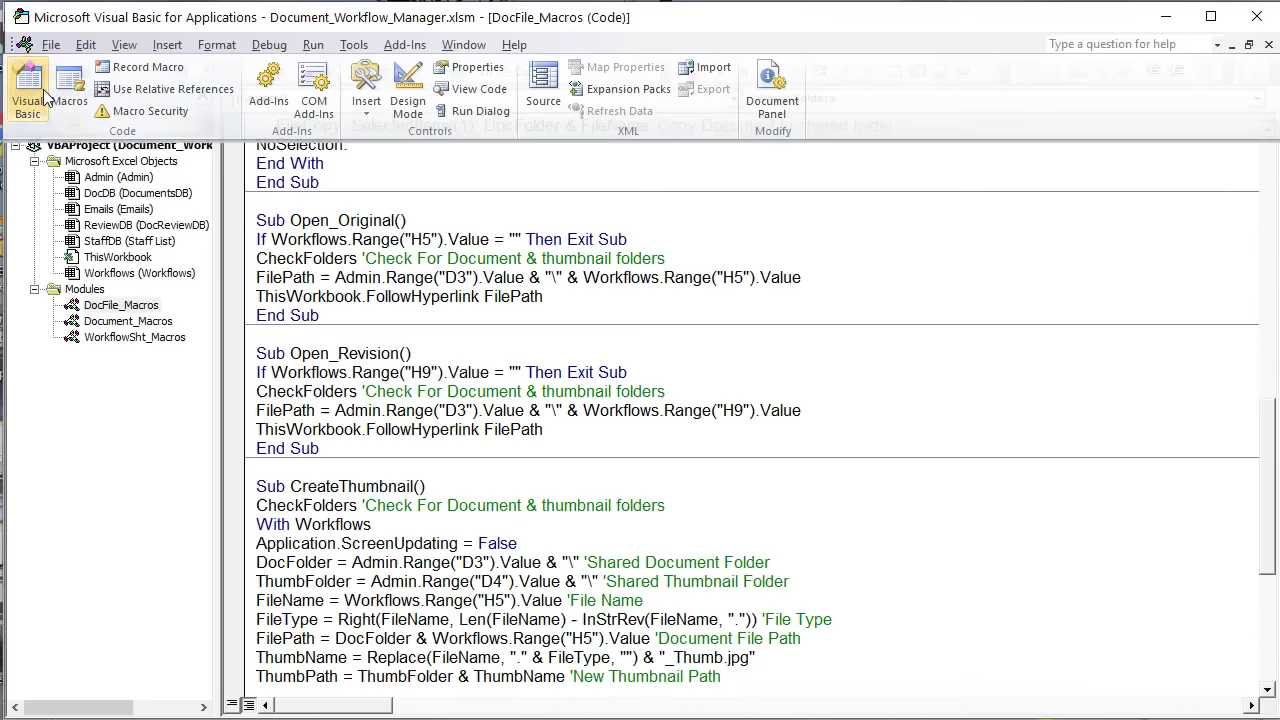 Microsoft Visual Basic for Applications - Document_Workflow_Manager.xlsm - [DocFile_Macros (Code)]
File Edit View Insert Format Debug Run Tools Add-Ins Window Help Type a question for help
Visual Basic
Macros
Record Macro
Use Relative References
Macro Security
Code
Add-Ins
COM Add-Ins
Add-Ins
Insert
Design Mode
Properties
View Code
Run Dialog
Controls
Source
Map Properties
Expansion Packs
Refresh Data
Import
Export
XML
Document Panel
Modify
VBAProject (Document_Work
Microsoft Excel Objects
Admin (Admin)
DocDB (DocumentsDB)
Emails (Emails)
ReviewDB (DocReviewDB)
StaffDB (Staff List)
ThisWorkbook
Workflows (Workflows)
Modules
DocFile_Macros
Document_Macros
WorkflowSht_Macros
NoSelection:
End With
End Sub
Sub Open_Original()
If Workflows.Range("H5").Value = "" Then Exit Sub
CheckFolders 'Check For Document & thumbnail folders
FilePath = Admin.Range("D3").Value & "\" & Workflows.Range("H5").Value
ThisWorkbook.FollowHyperlink FilePath
End Sub
Sub Open_Revision()
If Workflows.Range("H9").Value = "" Then Exit Sub
CheckFolders 'Check For Document & thumbnail folders
FilePath = Admin.Range("D3").Value & "\" & Workflows.Range("H9").Value
ThisWorkbook.FollowHyperlink FilePath
End Sub
Sub CreateThumbnail()
CheckFolders 'Check For Document & thumbnail folders
With Workflows
Application.ScreenUpdating = False
DocFolder = Admin.Range("D3").Value & "\" 'Shared Document Folder
ThumbFolder = Admin.Range("D4").Value & "\" 'Shared Thumbnail Folder
FileName = Workflows.Range("H5").Value 'File Name
FileType = Right(FileName, Len(FileName) - InStrRev(FileName, ".")) 'File Type
FilePath = DocFolder & Workflows.Range("H5").Value 'Document File Path
ThumbName = Replace(FileName, "." & FileType, "") & "_Thumb.jpg"
ThumbPath = ThumbFolder & ThumbName 'New Thumbnail Path